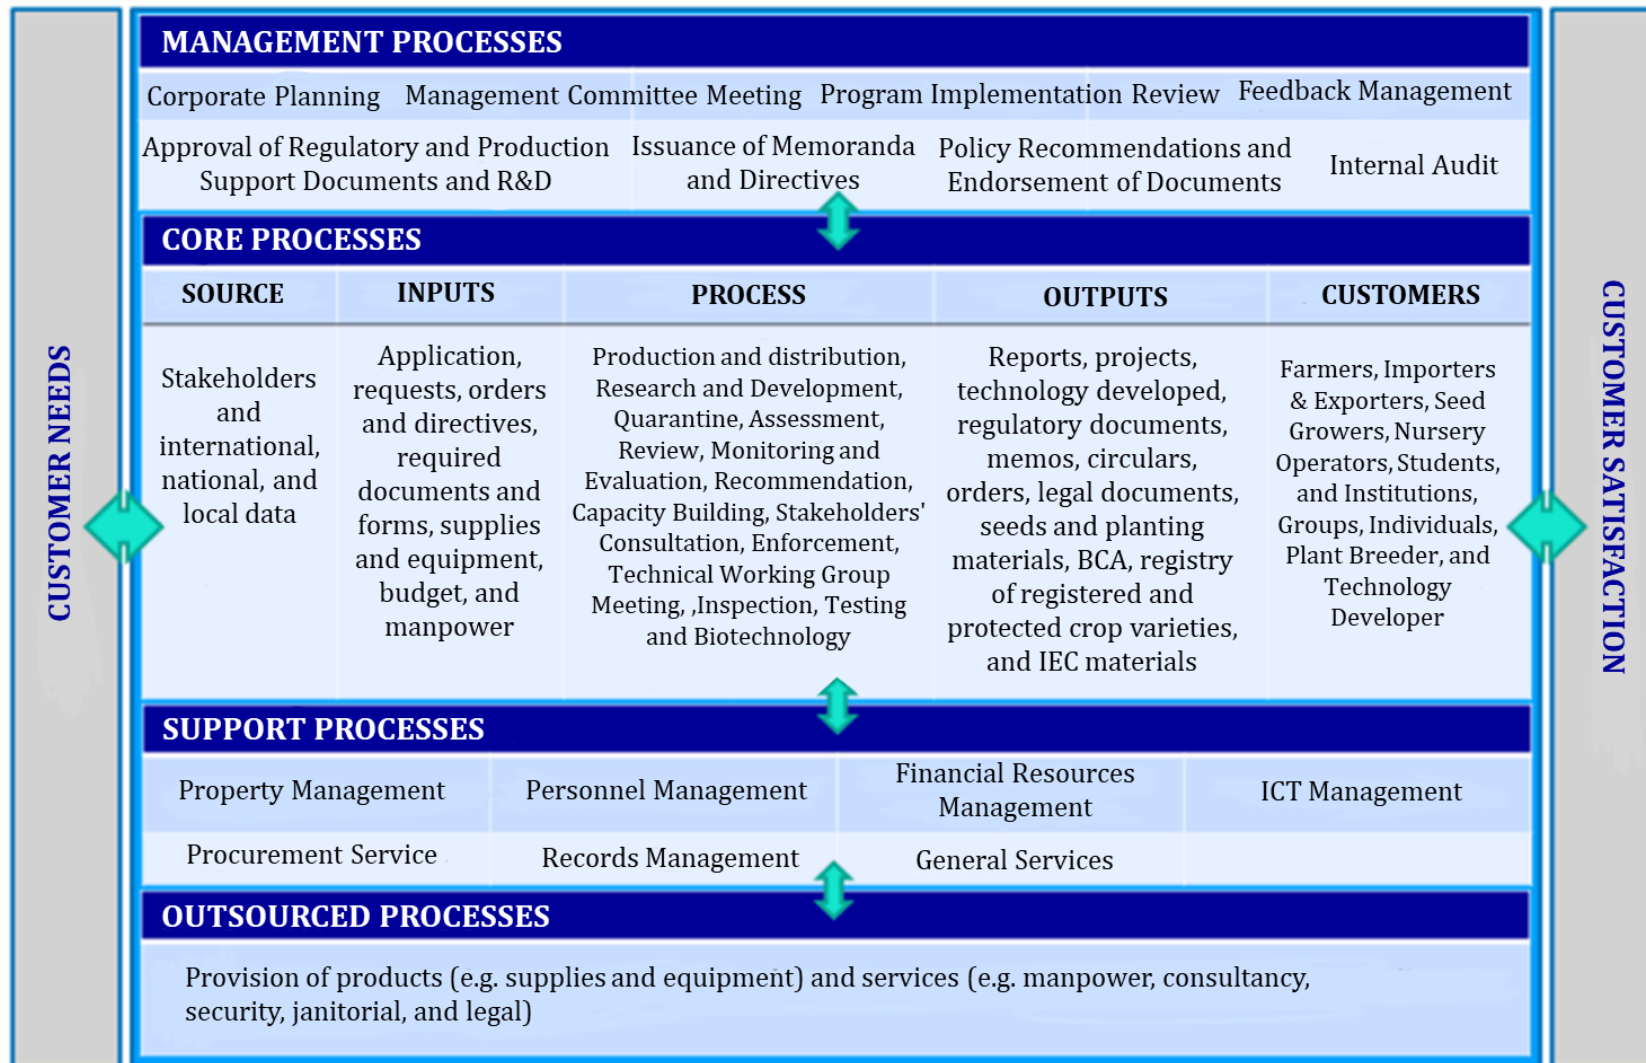 CUSTOMER NEEDS
MANAGEMENT PROCESSES
Corporate Planning
Management Committee Meeting
Program Implementation Review
Feedback Management
Approval of Regulatory and Production
Support Documents and R&D
Issuance of Memoranda
and Directives
Policy Recommendations and
Endorsement of Documents
Internal Audit
CORE PROCESSES
SOURCE
Stakeholders
and
international,
national, and
local data
INPUTS
Application,
requests, orders
and directives,
required
documents and
forms, supplies
and equipment,
budget, and
manpower
PROCESS
Production and distribution,
Research and Development,
Quarantine, Assessment,
Review, Monitoring and
Evaluation, Recommendation,
Capacity Building, Stakeholders'
Consultation, Enforcement,
Technical Working Group
Meeting, ,Inspection, Testing
and Biotechnology
OUTPUTS
Reports, projects,
technology developed,
regulatory documents,
memos, circulars,
orders, legal documents,
seeds and planting
materials, BCA, registry
of registered and
protected crop varieties,
and IEC materials
CUSTOMERS
Farmers, Importers
& Exporters, Seed
Growers, Nursery
Operators, Students,
and Institutions,
Groups, Individuals,
Plant Breeder, and
Technology
Developer
SUPPORT PROCESSES
Property Management
Personnel Management
Financial Resources
Management
ICT Management
Procurement Service
Records Management
General Services
OUTSOURCED PROCESSES
Provision of products (e.g. supplies and equipment) and services (e.g. manpower, consultancy,
security, janitorial, and legal)
CUSTOMER SATISFACTION